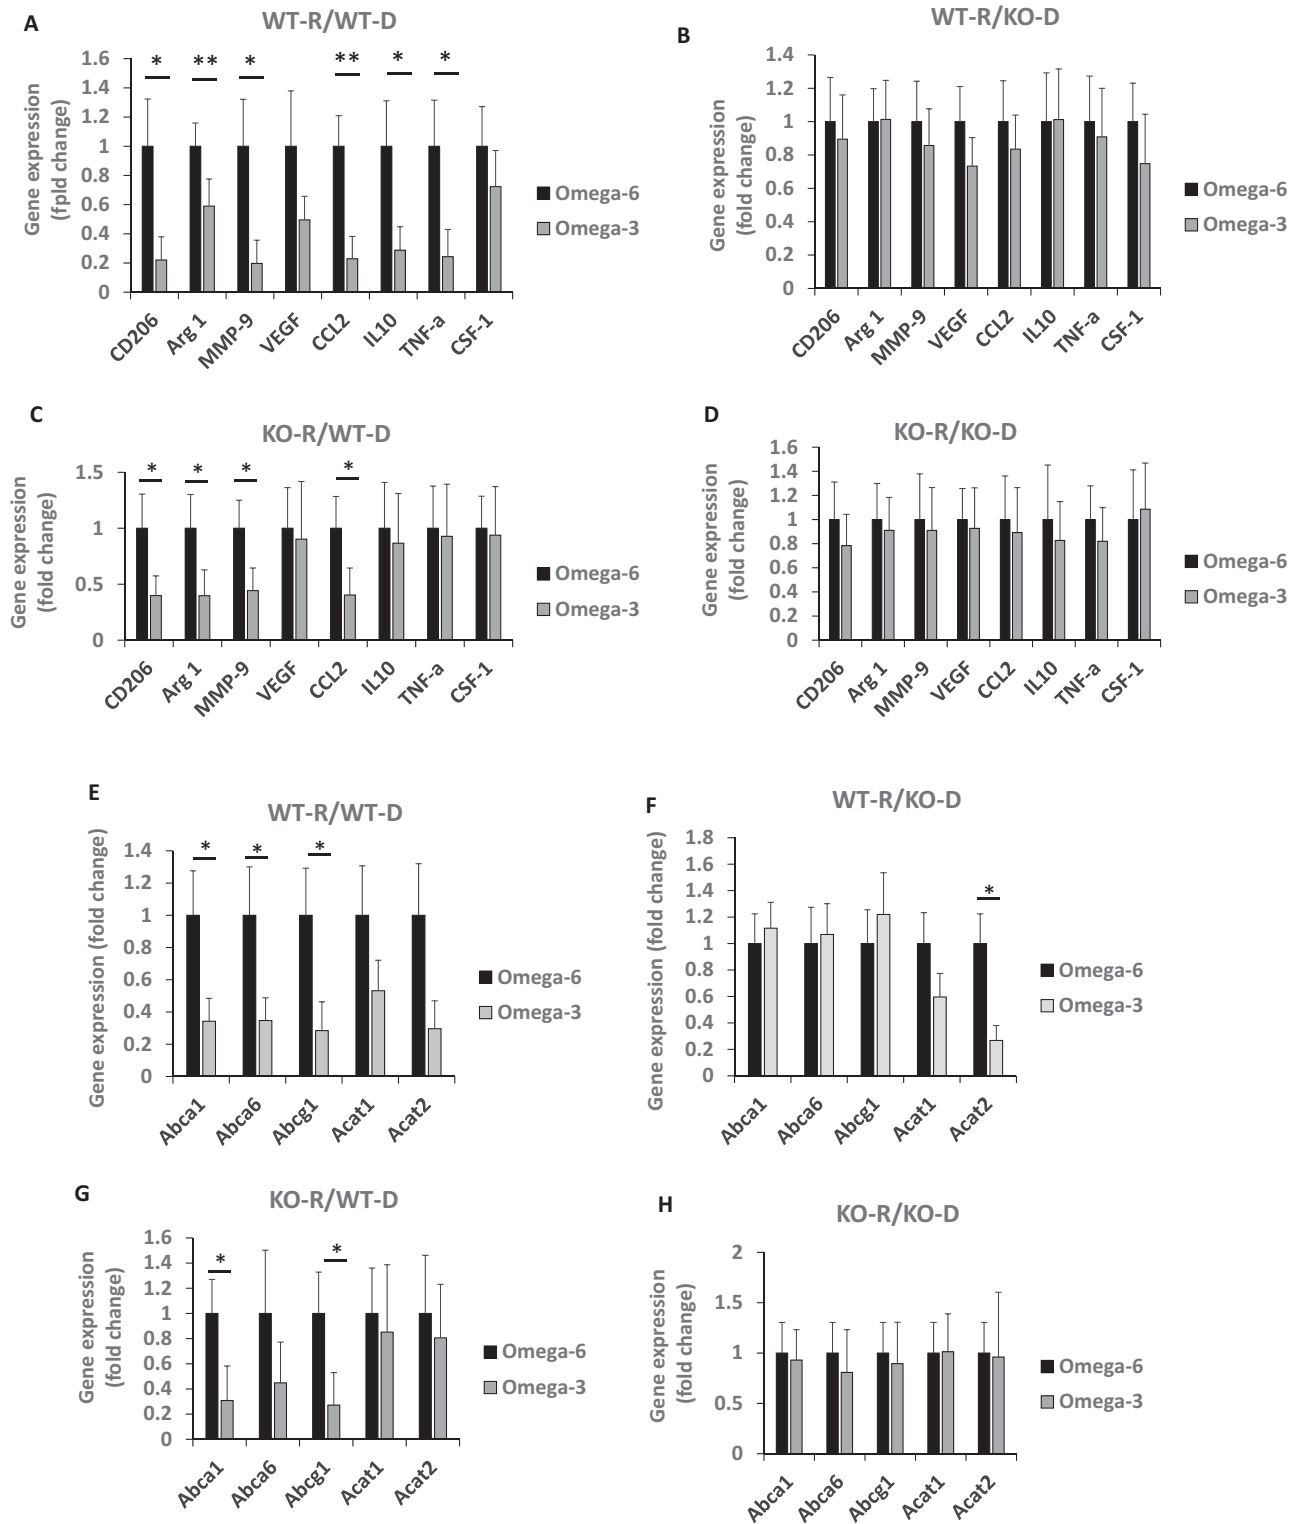 A
WT-R/WT-D
Gene expression
(fpld change)
1.6
1.4
1.2
1
0.8
0.6
0.4
0.2
0
*
**
*
**
*
*
CD206
Arg 1
MMP-9
VEGF
CCL2
IL10
TNF-a
CSF-1
Omega-6
Omega-3
B
WT-R/KO-D
Gene expression
(fold change)
1.4
1.2
1
0.8
0.6
0.4
0.2
0
CD206
Arg 1
MMP-9
VEGF
CCL2
IL10
TNF-a
CSF-1
Omega-6
Omega-3
C
KO-R/WT-D
Gene expression
(fold change)
1.5
1
0.5
0
*
*
*
*
CD206
Arg 1
MMP-9
VEGF
CCL2
IL10
TNF-a
CSF-1
Omega-6
Omega-3
D
KO-R/KO-D
Gene expression
(fold change)
1.6
1.4
1.2
1
0.8
0.6
0.4
0.2
0
CD206
Arg 1
MMP-9
VEGF
CCL2
IL10
TNF-a
CSF-1
Omega-6
Omega-3
E
WT-R/WT-D
Gene expression (fold change)
1.4
1.2
1
0.8
0.6
0.4
0.2
0
*
*
*
Abca1
Abca6
Abcg1
Acat1
Acat2
Omega-6
Omega-3
F
WT-R/KO-D
Gene expression (fold change)
1.8
1.6
1.4
1.2
1
0.8
0.6
0.4
0.2
0
*
Abca1
Abca6
Abcg1
Acat1
Acat2
Omega-6
Omega-3
G
KO-R/WT-D
Gene expression
(fold change)
1.6
1.4
1.2
1
0.8
0.6
0.4
0.2
0
*
*
Abca1
Abca6
Abcg1
Acat1
Acat2
Omega-6
Omega-3
H
KO-R/KO-D
Gene expression
(fold change)
2
1.5
1
0.5
0
Abca1
Abca6
Abcg1
Acat1
Acat2
Omega-6
Omega-3